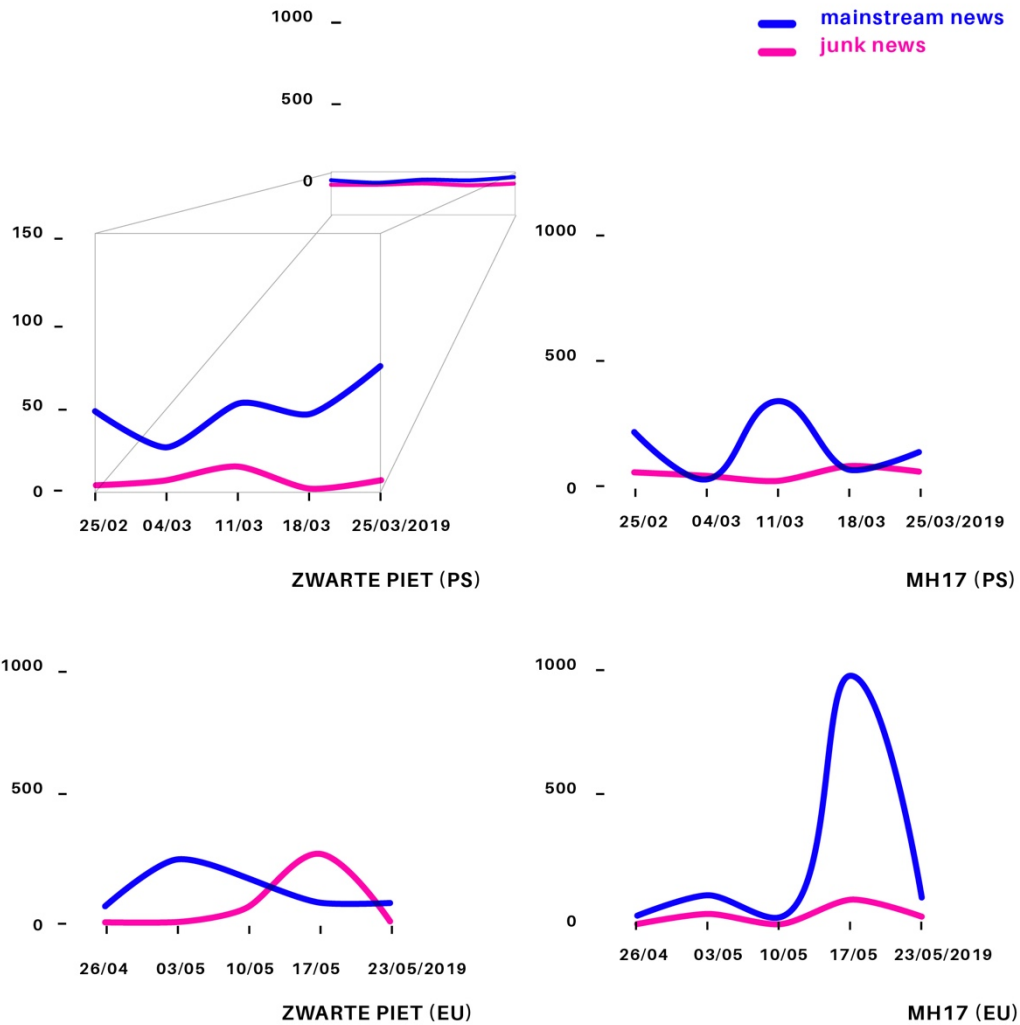 1000
500
0
mainstream news
junk news
150
100
50
0
25/02 04/03 11/03 18/03 25/03/2019
ZWARTE PIET (PS)
1000
500
0
25/02 04/03 11/03 18/03 25/03/2019
MH17 (PS)
1000
500
0
26/04 03/05 10/05 17/05 23/05/2019
ZWARTE PIET (EU)
1000
500
0
26/04 03/05 10/05 17/05 23/05/2019
MH17 (EU)